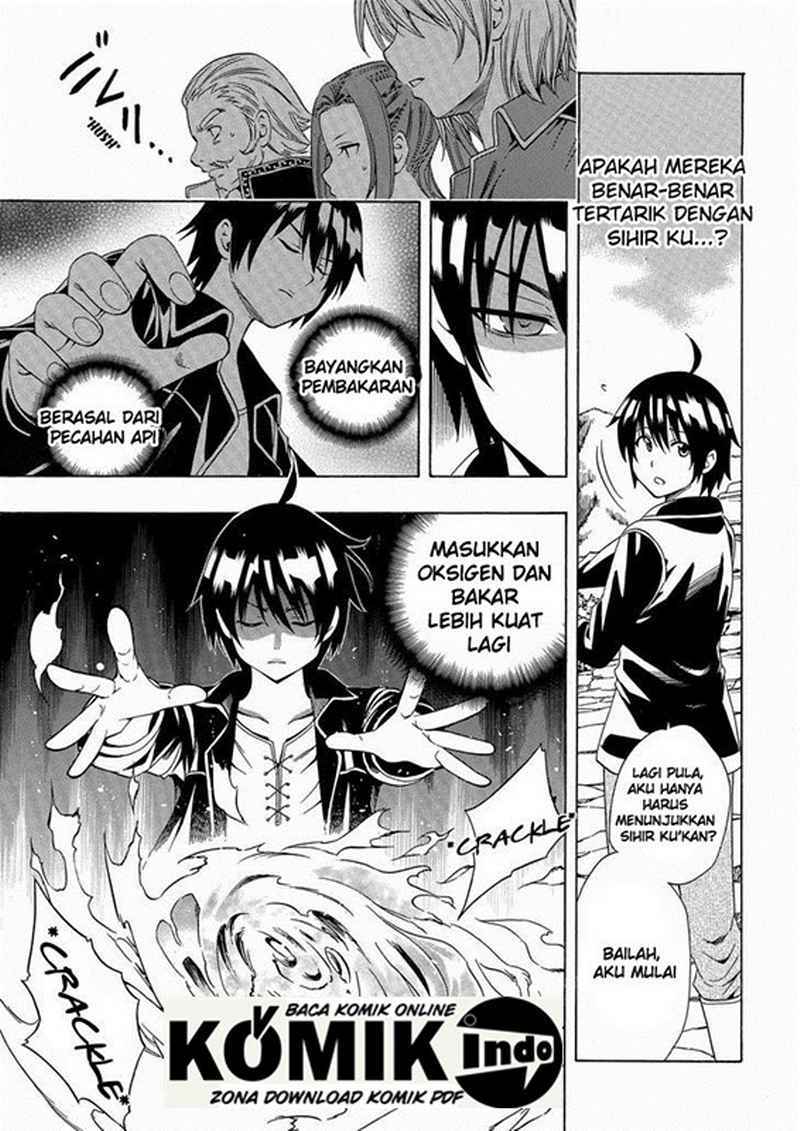 APAKAH MEREKA
BENAR-BENAR
TERTARIK DENGAN
SIHIR KU...?
LAGI PULA,
AKU HANYA
HARUS
MENUNJUKKAN
SIHIR KU'KAN?
BAILAH,
AKU MULAI
*HUSH*
BAYANGKAN
PEMBAKARAN
BERASAL DARI
PECAHAN API
MASUKKAN
OKSIGEN DAN
BAKAR
LEBIH KUAT
LAGI
*CRACKLE*
*CRACKLE*
BACA KOMIK ONLINE
KOMIK indo
ZONA DOWNLOAD KOMIK PDF